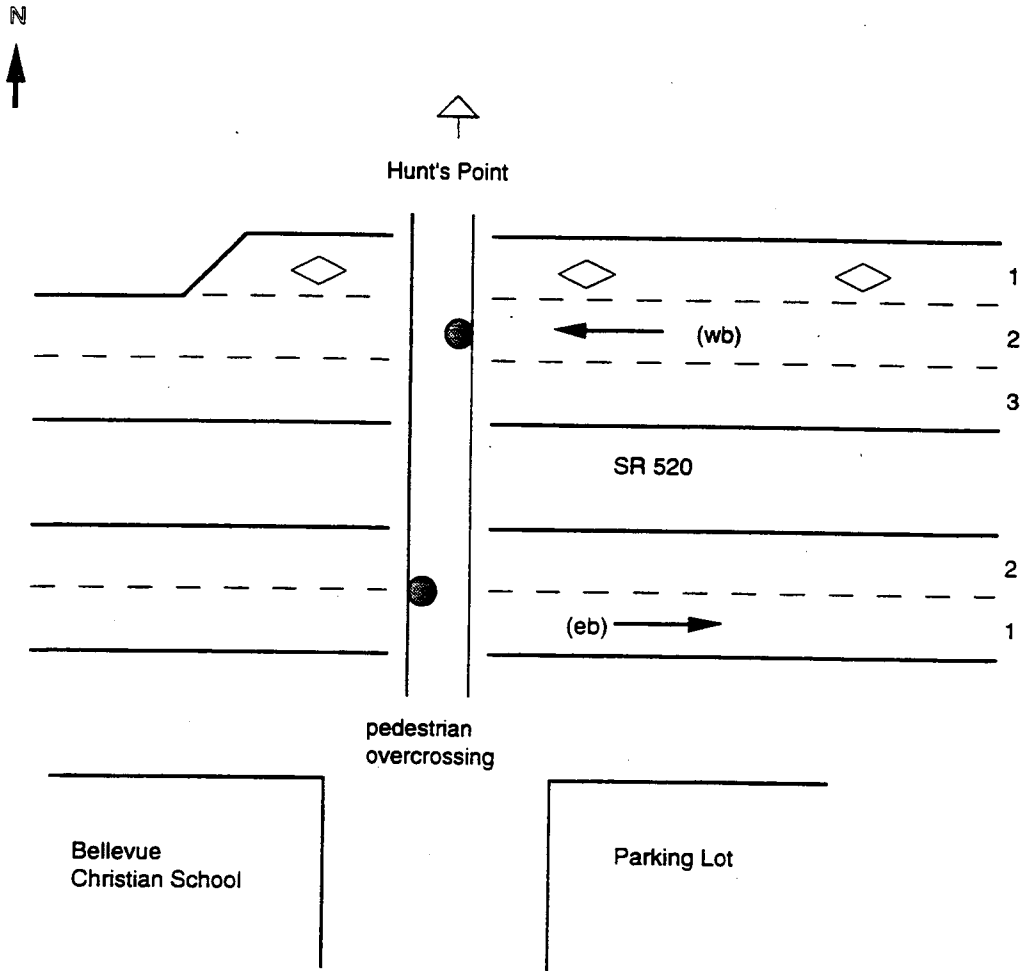 N
Hunt's Point
1
(wb)
2
3
SR 520
2
(eb)
1
pedestrian
overcrossing
Bellevue
Christian School
Parking Lot